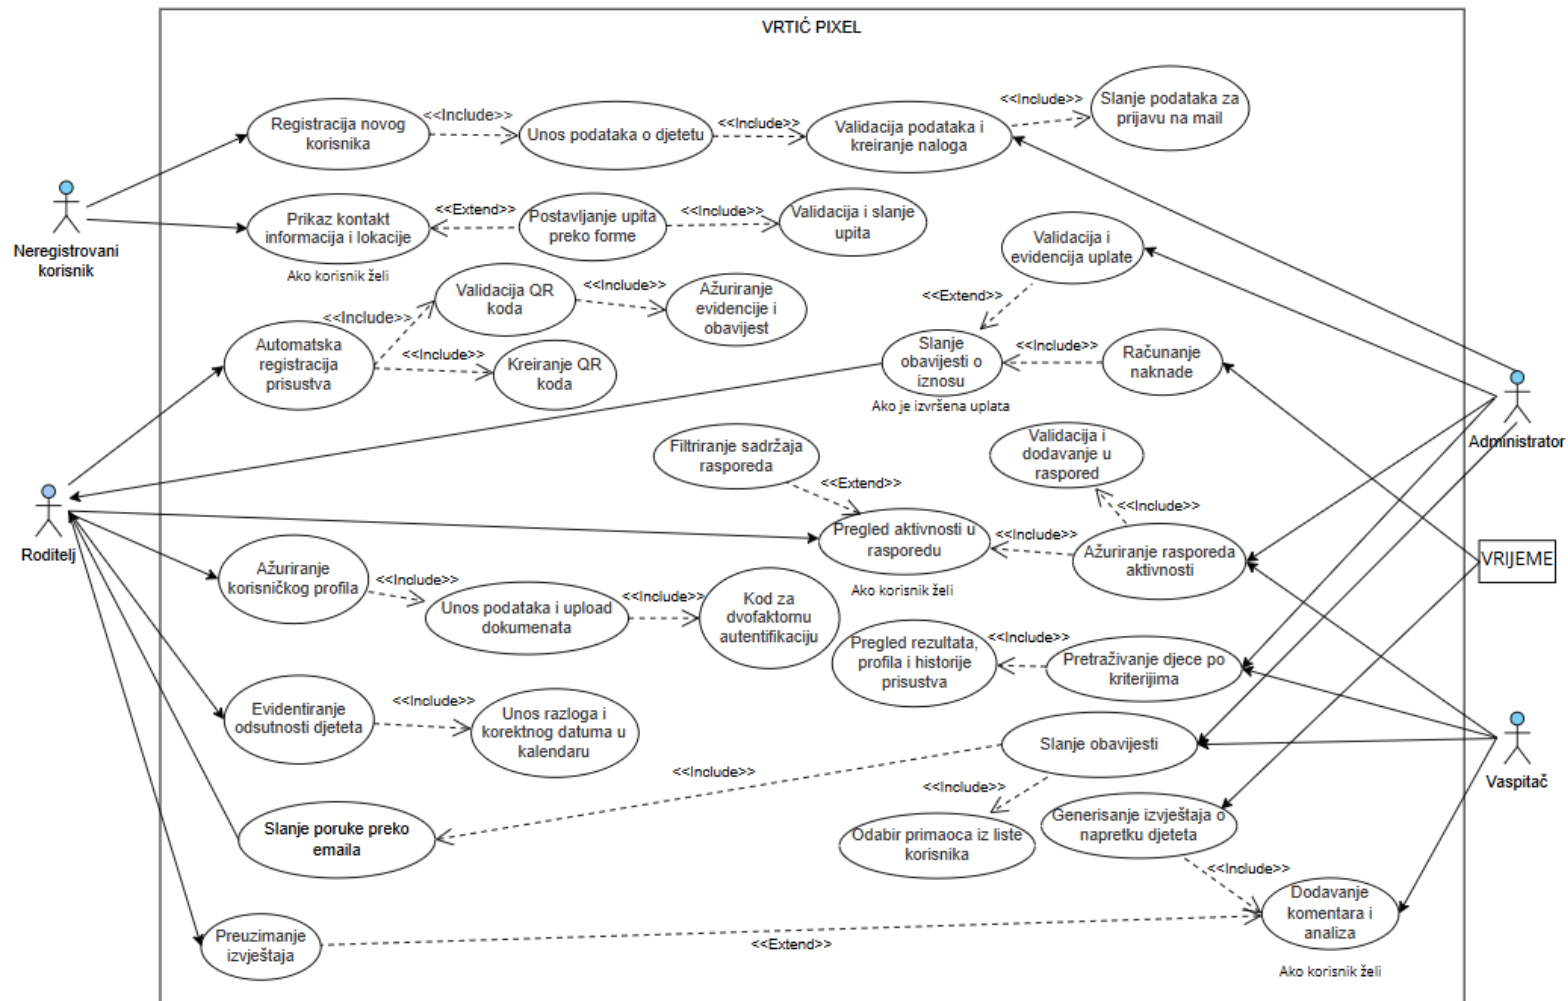 VRTIĆ PIXEL
Registracija novog
korisnika
<<Include>>
Unos podataka o djetetu
<<Include>>
Validacija podataka i
kreiranje naloga
<<Include>>
Slanje podataka za
prijavu na mail
Neregistrovani
korisnik
Prikaz kontakt
informacija i lokacije
Ako korisnik želi
<<Extend>>
Postavljanje upita
preko forme
<<Include>>
Validacija i slanje
upita
Validacija i
evidencija uplate
<<Extend>>
Validacija QR
koda
<<Include>>
Ažuriranje
evidencije i
obavijest
<<Include>>
Automatska
registracija
prisustva
<<Include>>
Kreiranje QR
koda
Slanje
obavijesti o
iznosu
Ako je izvršena uplata
<<Include>>
Računanje
naknade
Administrator
Filtriranje sadržaja
rasporeda
<<Extend>>
Validacija i
dodavanje u
raspored
<<Include>>
Roditelj
Pregled aktivnosti u
rasporedu
Ako korisnik želi
<<Include>>
Ažuriranje rasporeda
aktivnosti
VRIJEME
Ažuriranje
korisničkog profila
<<Include>>
Unos podataka i upload
dokumenata
<<Include>>
Kod za
dvofaktornu
autentifikaciju
Pregled rezultata,
profila i historije
prisustva
<<Include>>
Pretraživanje djece po
kriterijima
Evidentiranje
odsutnosti djeteta
<<Include>>
Unos razloga i
korektnog datuma u
kalendaru
Slanje obavijesti
<<Include>>
<<Include>>
Vaspitač
Slanje poruke preko
emaila
Odabir primaoca iz liste
korisnika
Generisanje izvještaja o
napretku djeteta
<<Include>>
Dodavanje
komentara i
analiza
Ako korisnik želi
Preuzimanje
izvještaja
<<Extend>>